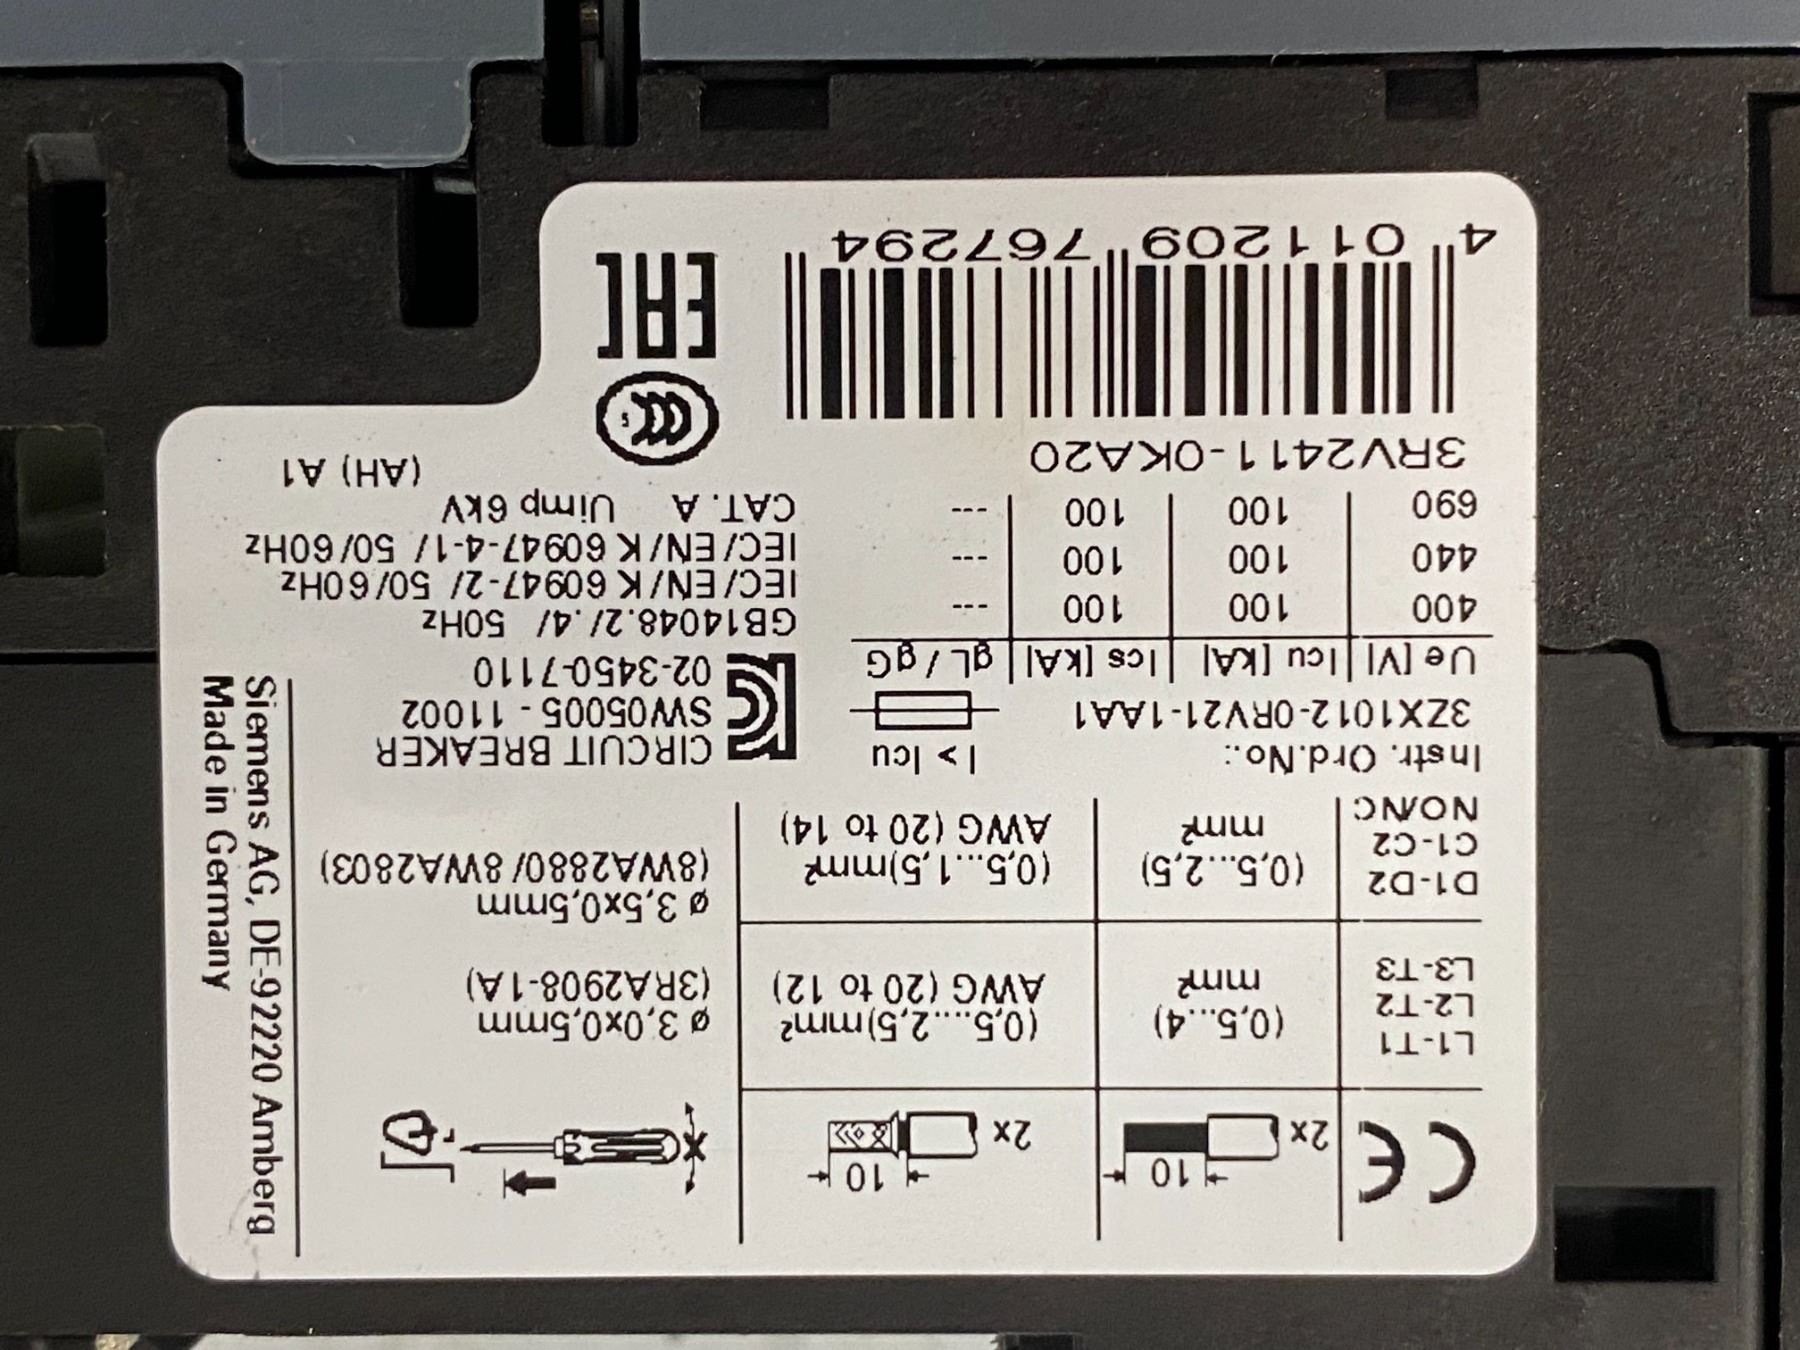 CE
2x
10
2x
10
L1-T1
L2-T2
L3-T3
(0,5...4)
mm²
(0,5....2,5)mm²
AWG (20 to 12)
ø 3,0x0,5mm
(3RA2908-1A)
D1-D2
C1-C2
NO/NC
(0,5...2,5)
mm²
(0,5...1,5)mm²
AWG (20 to 14)
ø 3,5x0,5mm
(8WA2880/8WA2803)
Instr. Ord.No.:
3ZX1012-0RV21-1AA1
I > Icu
Ue [V] Icu [kA] Ics [kA] gL / gG
400 100 100 ---
440 100 100 ---
690 100 100 ---
3RV2411-0KA20
4 011209 767294
CIRCUIT BREAKER
SW05005 - 11002
02-3450-7110
GB14048.2/.4/ 50Hz
IEC/EN/K 60947-2/ 50/60Hz
IEC/EN/K 60947-4-1/ 50/60Hz
CAT. A Uimp 6kV
(AH) A1
CCC
S
EAC
Siemens AG, DE-92220 Amberg
Made in Germany